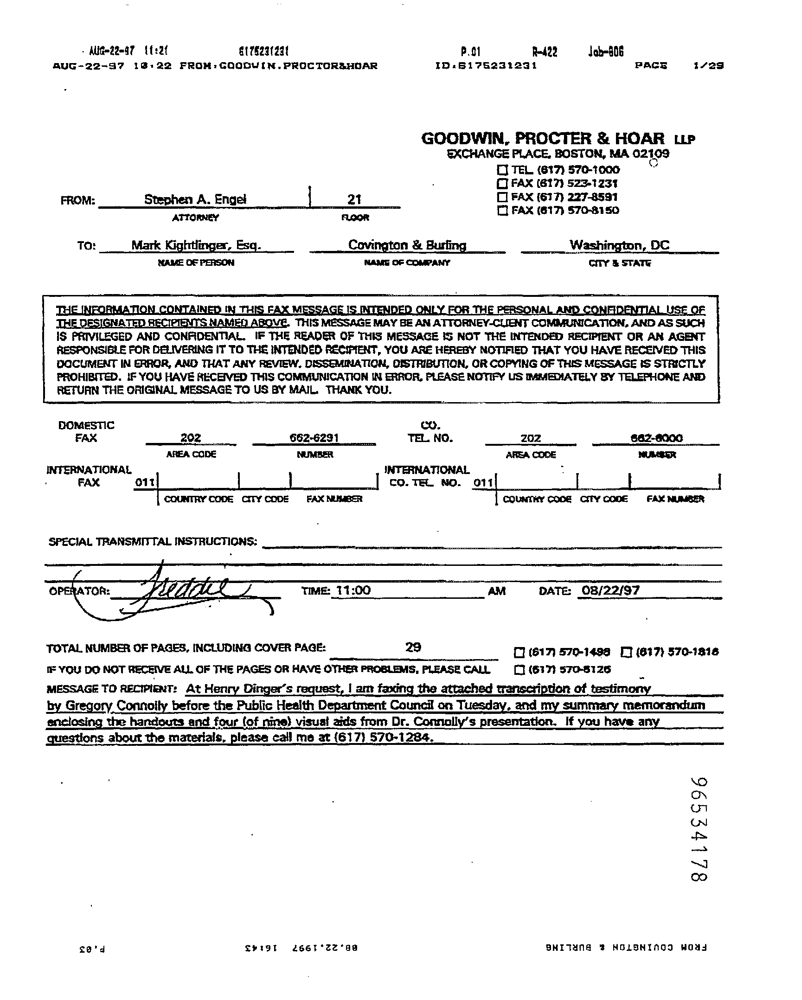 AUG-22-97 11:21 6175231231 P.01 R-422 Job-806
AUG-22-97 10:22 FROM:GOODWIN.PROCTOR&HOAR ID:6175231231 PAGE 1/29
GOODWIN, PROCTER & HOAR LLP
EXCHANGE PLACE, BOSTON, MA 02109
TEL (617) 570-1000
FAX (617) 523-1231
FAX (617) 227-8591
FAX (617) 570-8150
FROM: Stephen A. Engel 21
ATTORNEY FLOOR
TO: Mark Kightlinger, Esq. Covington & Burling Washington, DC
NAME OF PERSON NAME OF COMPANY CITY & STATE
THE INFORMATION CONTAINED IN THIS FAX MESSAGE IS INTENDED ONLY FOR THE PERSONAL AND CONFIDENTIAL USE OF
THE DESIGNATED RECIPIENTS NAMED ABOVE. THIS MESSAGE MAY BE AN ATTORNEY-CLIENT COMMUNICATION, AND AS SUCH
IS PRIVILEGED AND CONFIDENTIAL. IF THE READER OF THIS MESSAGE IS NOT THE INTENDED RECIPIENT OR AN AGENT
RESPONSIBLE FOR DELIVERING IT TO THE INTENDED RECIPIENT, YOU ARE HEREBY NOTIFIED THAT YOU HAVE RECEIVED THIS
DOCUMENT IN ERROR, AND THAT ANY REVIEW, DISSEMINATION, DISTRIBUTION, OR COPYING OF THIS MESSAGE IS STRICTLY
PROHIBITED. IF YOU HAVE RECEIVED THIS COMMUNICATION IN ERROR, PLEASE NOTIFY US IMMEDIATELY BY TELEPHONE AND
RETURN THE ORIGINAL MESSAGE TO US BY MAIL. THANK YOU.
DOMESTIC CO.
FAX 202 662-6291 TEL. NO. 202 662-6000
AREA CODE NUMBER AREA CODE NUMBER
INTERNATIONAL INTERNATIONAL
FAX 011 CO. TEL. NO. 011
COUNTRY CODE CITY CODE FAX NUMBER COUNTRY CODE CITY CODE FAX NUMBER
SPECIAL TRANSMITTAL INSTRUCTIONS:
OPERATOR: Freddie TIME: 11:00 AM DATE: 08/22/97
TOTAL NUMBER OF PAGES, INCLUDING COVER PAGE: 29 (617) 570-1498 (617) 570-1816
IF YOU DO NOT RECEIVE ALL OF THE PAGES OR HAVE OTHER PROBLEMS, PLEASE CALL (617) 570-8126
MESSAGE TO RECIPIENT: At Henry Dinger's request, I am faxing the attached transcription of testimony
by Gregory Connolly before the Public Health Department Council on Tuesday, and my summary memorandum
enclosing the handouts and four (of nine) visual aids from Dr. Connolly's presentation. If you have any
questions about the materials, please call me at (617) 570-1284.
96534178
FROM COVINGTON & BURLING 08.22.1997 16:43 P.03